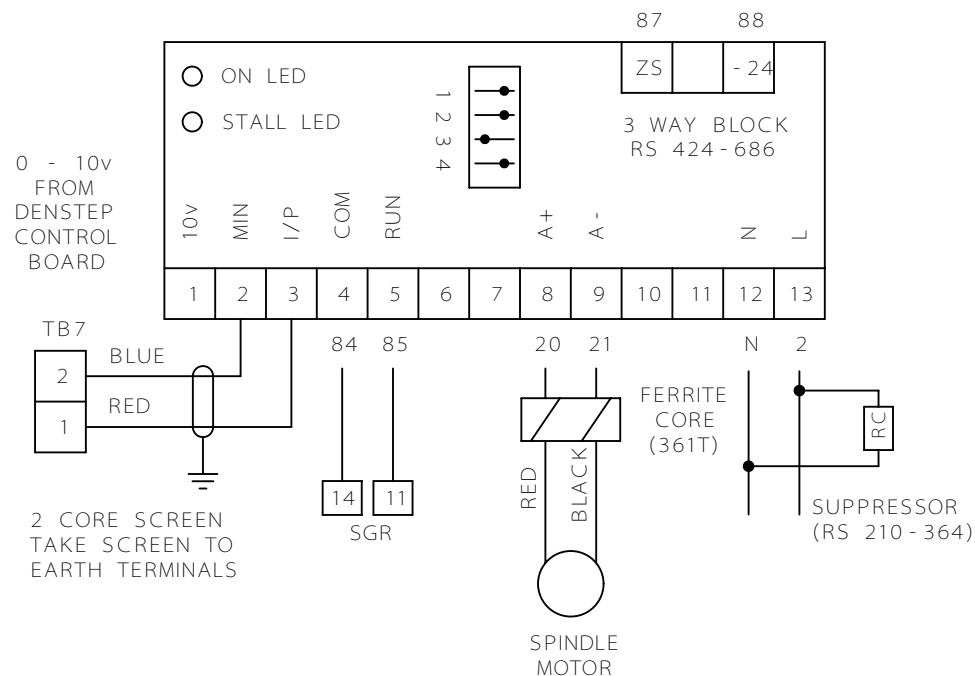 87 88
ZS -24
ON LED
STALL LED
1
2
3
4
3 WAY BLOCK
RS 424-686
0 - 10v
FROM
DENSTEP
CONTROL
BOARD
10v MIN I/P COM RUN A+ A- N L
1 2 3 4 5 6 7 8 9 10 11 12 13
TB7
84 85 20 21 N 2
BLUE
2
RED
1
FERRITE
CORE
(361T)
RC
RED BLACK
14 11
SGR
SUPPRESSOR
(RS 210-364)
2 CORE SCREEN
TAKE SCREEN TO
EARTH TERMINALS
SPINDLE
MOTOR